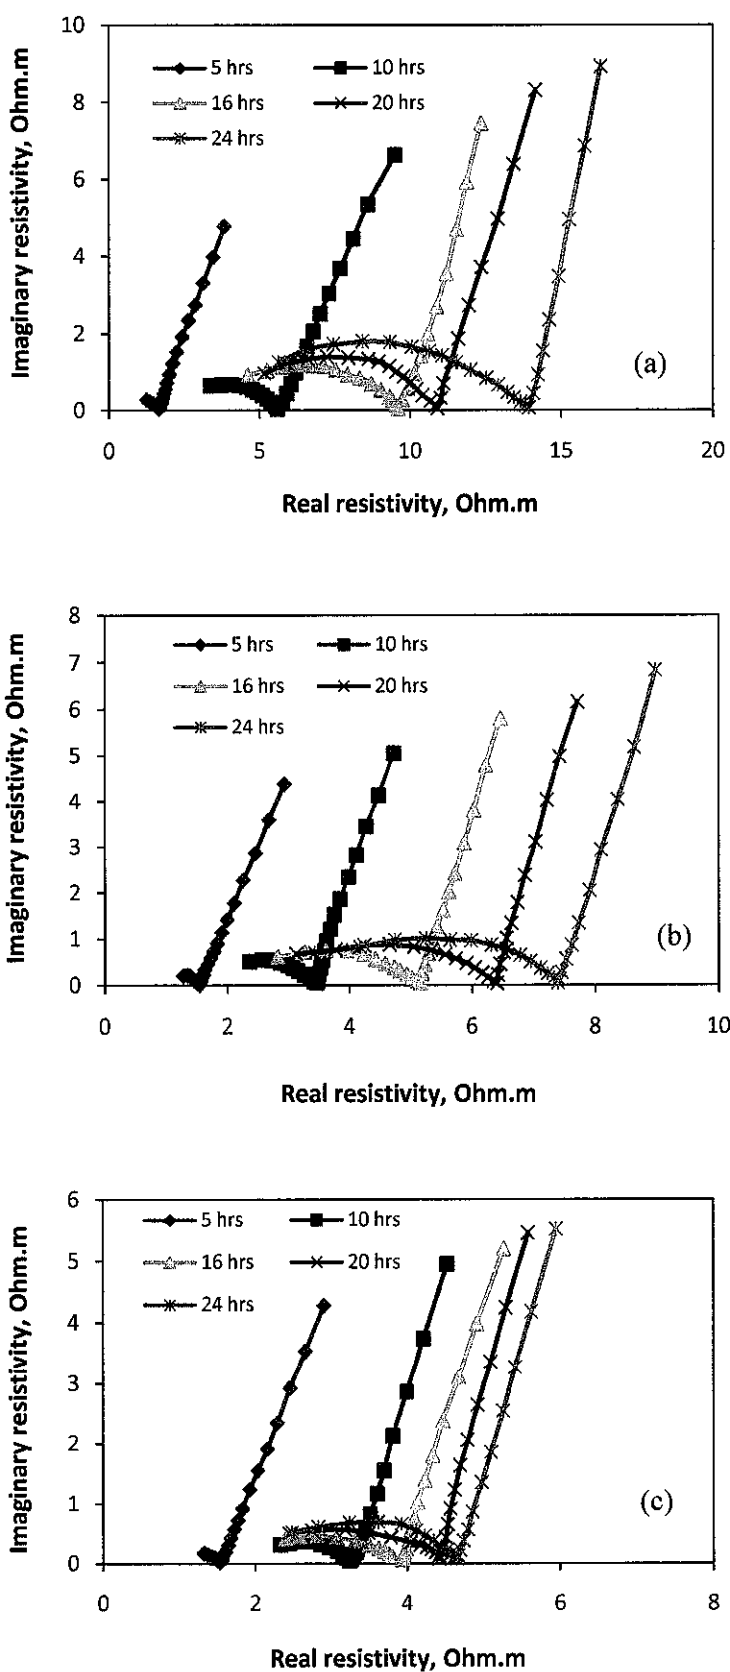 10
8
6
4
2
0
Imaginary resistivity, Ohm.m
5 hrs 10 hrs
16 hrs 20 hrs
24 hrs
(a)
0 5 10 15 20
Real resistivity, Ohm.m
8
7
6
5
4
3
2
1
0
Imaginary resistivity, Ohm.m
5 hrs 10 hrs
16 hrs 20 hrs
24 hrs
(b)
0 2 4 6 8 10
Real resistivity, Ohm.m
6
5
4
3
2
1
0
Imaginary resistivity, Ohm.m
5 hrs 10 hrs
16 hrs 20 hrs
24 hrs
(c)
0 2 4 6 8
Real resistivity, Ohm.m